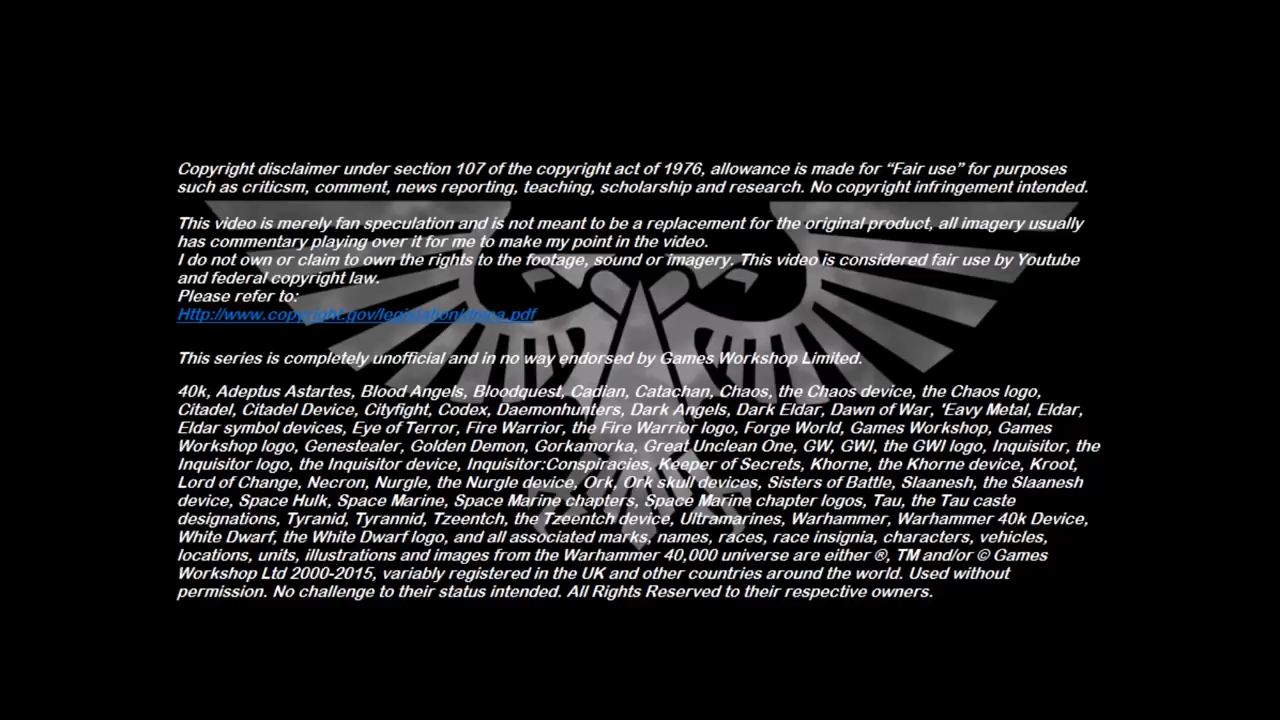 Copyright disclaimer under section 107 of the copyright act of 1976, allowance is made for “Fair use” for purposes
such as criticsm, comment, news reporting, teaching, scholarship and research. No copyright infringement intended.
This video is merely fan speculation and is not meant to be a replacement for the original product, all imagery usually
has commentary playing over it for me to make my point in the video.
I do not own or claim to own the rights to the footage, sound or imagery. This video is considered fair use by Youtube
and federal copyright law.
Please refer to:
Http://www.copyright.gov/legislation/dmca.pdf
This series is completely unofficial and in no way endorsed by Games Workshop Limited.
40k, Adeptus Astartes, Blood Angels, Bloodquest, Cadian, Catachan, Chaos, the Chaos device, the Chaos logo,
Citadel, Citadel Device, Cityfight, Codex, Daemonhunters, Dark Angels, Dark Eldar, Dawn of War, 'Eavy Metal, Eldar,
Eldar symbol devices, Eye of Terror, Fire Warrior, the Fire Warrior logo, Forge World, Games Workshop, Games
Workshop logo, Genestealer, Golden Demon, Gorkamorka, Great Unclean One, GW, GWI, the GWI logo, Inquisitor, the
Inquisitor logo, the Inquisitor device, Inquisitor:Conspiracies, Keeper of Secrets, Khorne, the Khorne device, Kroot,
Lord of Change, Necron, Nurgle, the Nurgle device, Ork, Ork skull devices, Sisters of Battle, Slaanesh, the Slaanesh
device, Space Hulk, Space Marine, Space Marine chapters, Space Marine chapter logos, Tau, the Tau caste
designations, Tyranid, Tyrannid, Tzeentch, the Tzeentch device, Ultramarines, Warhammer, Warhammer 40k Device,
White Dwarf, the White Dwarf logo, and all associated marks, names, races, race insignia, characters, vehicles,
locations, units, illustrations and images from the Warhammer 40,000 universe are either ®, TM and/or © Games
Workshop Ltd 2000-2015, variably registered in the UK and other countries around the world. Used without
permission. No challenge to their status intended. All Rights Reserved to their respective owners.